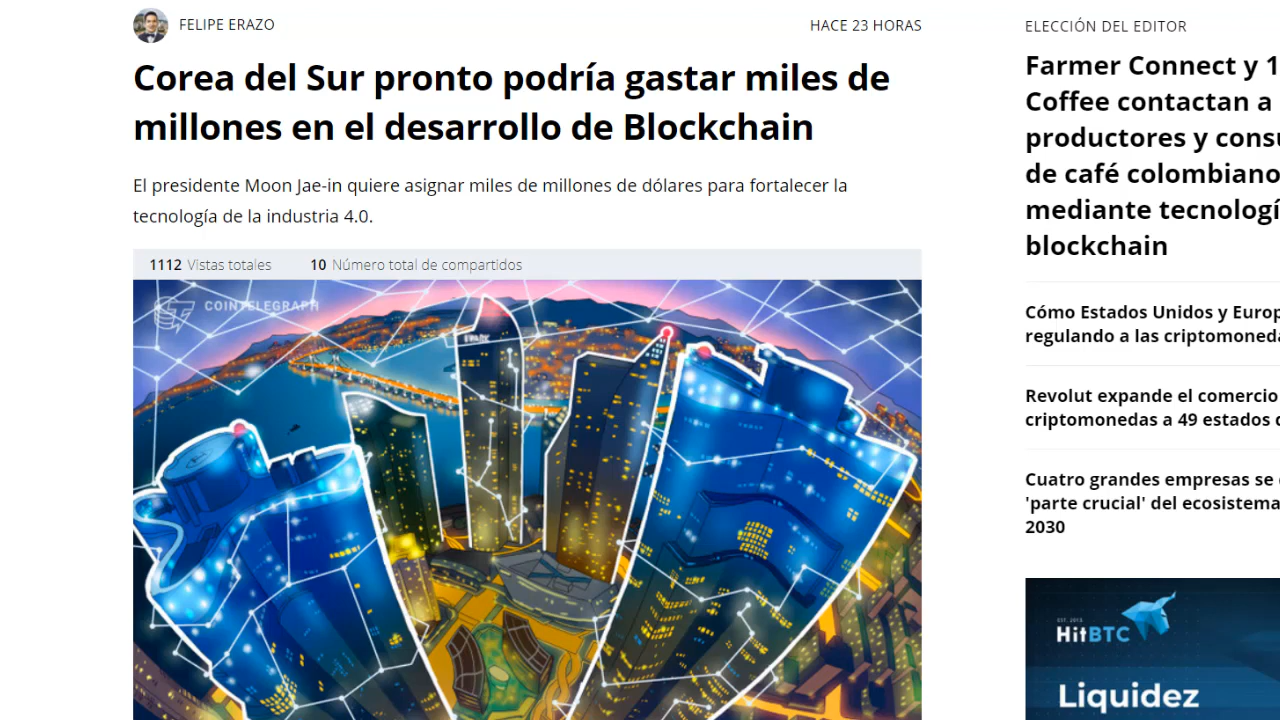 FELIPE ERAZO
HACE 23 HORAS
Corea del Sur pronto podría gastar miles de
millones en el desarrollo de Blockchain
El presidente Moon Jae-in quiere asignar miles de millones de dólares para fortalecer la
tecnología de la industria 4.0.
1112 Vistas totales
10 Número total de compartidos
COINTELEGRAPH
ELECCIÓN DEL EDITOR
Farmer Connect y 1
Coffee contactan a
productores y consu
de café colombiano
mediante tecnologí
blockchain
Cómo Estados Unidos y Europ
regulando a las criptomoneda
Revolut expande el comercio
criptomonedas a 49 estados d
Cuatro grandes empresas se
'parte crucial' del ecosistema
2030
EST. 2013
HitBTC
Liquidez